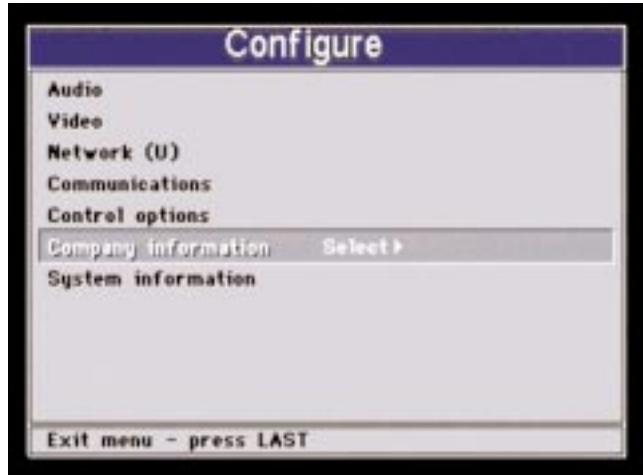 Configure
Audio
Video
Network (U)
Communications
Control options
Company information Select
System information
Exit menu - press LAST